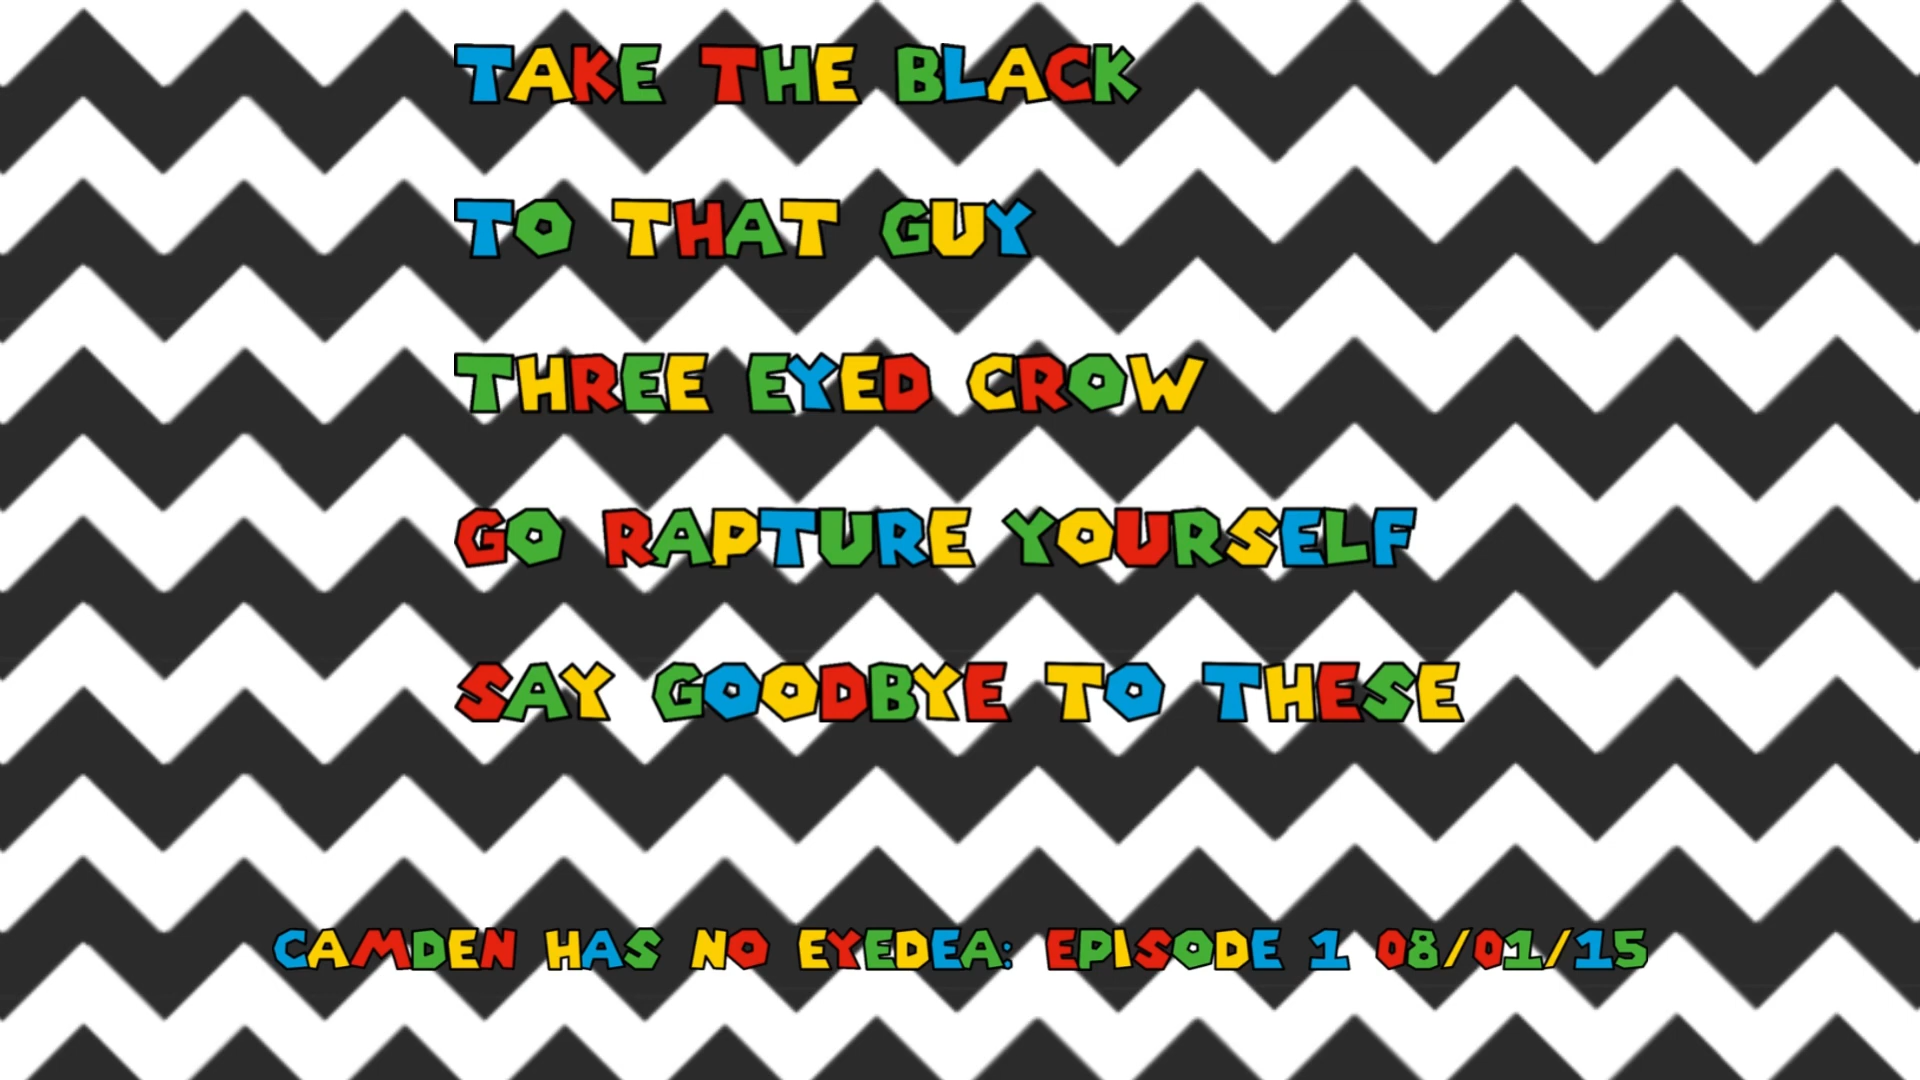 TAKE THE BLACK
TO THAT GUY
THREE EYED CROW
GO RAPTURE YOURSELF
SAY GOODBYE TO THESE
CAMDEN HAS NO EYEDEA: EPISODE 1 08/01/15